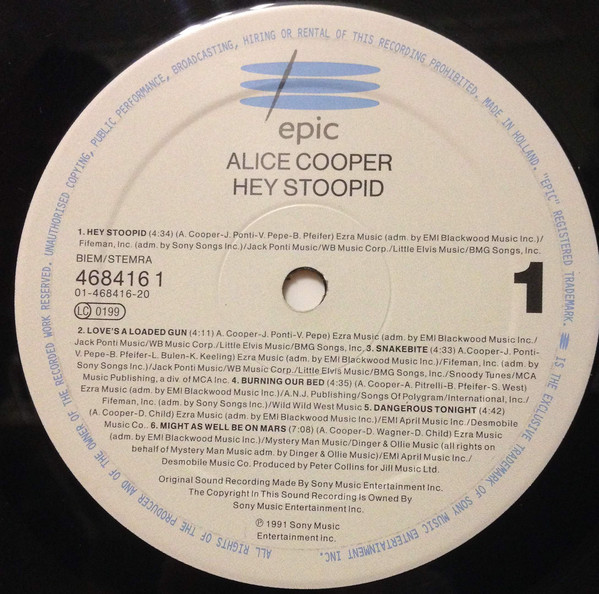 epic
ALICE COOPER
HEY STOOPID
1. HEY STOOPID (4:34) (A. Cooper-J. Ponti-V. Pepe-B. Pfeifer) Ezra Music (adm. by EMI Blackwood Music Inc.)/
Fifeman, Inc. (adm. by Sony Songs Inc.)/Jack Ponti Music/WB Music Corp./Little Elvis Music/BMG Songs, Inc.
BIEM/STEMRA
468416 1
01-468416-20
LC 0199
1
2. LOVE'S A LOADED GUN (4:11) A. Cooper-J. Ponti-V. Pepe) Ezra Music (adm. by EMI Blackwood Music Inc.)/
Jack Ponti Music/WB Music Corp./Little Elvis Music/BMG Songs, Inc. 3. SNAKEBITE (4:33) A.Cooper-J. Ponti-
V. Pepe-B. Pfeifer-L. Bulen-K. Keeling) Ezra Music (adm. by EMI Blackwood Music Inc.)/Fifeman, Inc. (adm. by
Sony Songs Inc.)/Jack Ponti Music/WB Music Corp./Little Elvis Music/BMG Songs, Inc./Snoody Tunes/MCA
Music Publishing, a div. of MCA Inc. 4. BURNING OUR BED (4:35) (A. Cooper-A. Pitrelli-B. Pfeifer-S. West)
Ezra Music (adm. by EMI Blackwood Music Inc.)/A.N.J. Publishing/Songs Of Polygram/International, Inc./
Fifeman, Inc. (adm. by Sony Songs Inc.)/Wild Wild West Music 5. DANGEROUS TONIGHT (4:42)
(A. Cooper-D. Child) Ezra Music (adm. by EMI Blackwood Music Inc.)/EMI April Music Inc./Desmobile
Music Co.. 6. MIGHT AS WELL BE ON MARS (7:08) (A. Cooper-D. Wagner-D. Child) Ezra Music
(adm. by EMI Blackwood Music Inc.)/Mystery Man Music/Dinger & Ollie Music (all rights on
behalf of Mystery Man Music adm. by Dinger & Ollie Music)/EMI April Music Inc./
Desmobile Music Co. Produced by Peter Collins for Jill Music Ltd.
Original Sound Recording Made By Sony Music Entertainment Inc.
The Copyright In This Sound Recording Is Owned By
Sony Music Entertainment Inc.
℗ 1991 Sony Music
Entertainment Inc.
ALL RIGHTS OF THE PRODUCER AND OF THE OWNER OF THE RECORDED WORK RESERVED. UNAUTHORISED COPYING, PUBLIC PERFORMANCE, BROADCASTING, HIRING OR RENTAL OF THIS RECORDING PROHIBITED. MADE IN HOLLAND. "EPIC" REGISTERED TRADEMARK. IS THE EXCLUSIVE TRADEMARK OF SONY MUSIC ENTERTAINMENT INC.